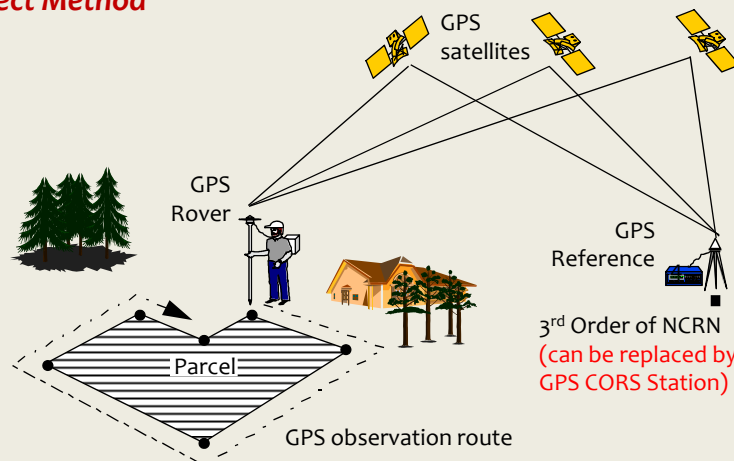 ect Method
GPS
satellites
GPS
Rover
GPS
Reference
3rd Order of NCRN
(can be replaced by
GPS CORS Station)
Parcel
GPS observation route